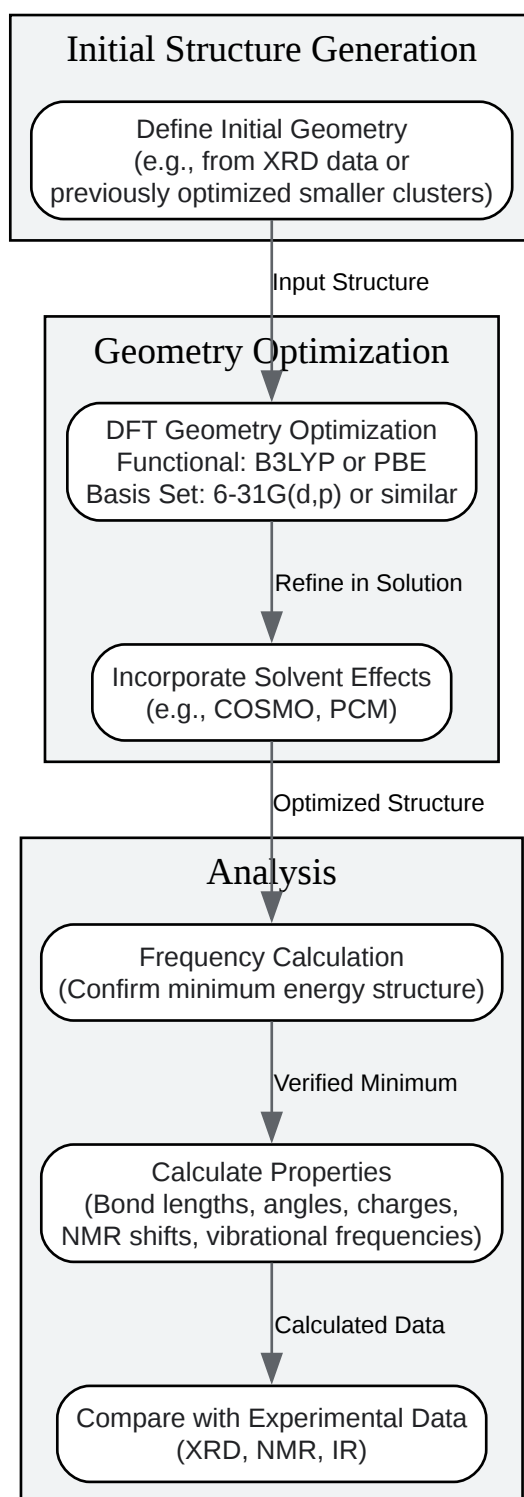 Initial Structure Generation
Define Initial Geometry
(e.g., from XRD data or
previously optimized smaller clusters)
Input Structure
Geometry Optimization
DFT Geometry Optimization
Functional: B3LYP or PBE
Basis Set: 6-31G(d,p) or similar
Refine in Solution
Incorporate Solvent Effects
(e.g., COSMO, PCM)
Optimized Structure
Analysis
Frequency Calculation
(Confirm minimum energy structure)
Verified Minimum
Calculate Properties
(Bond lengths, angles, charges,
NMR shifts, vibrational frequencies)
Calculated Data
Compare with Experimental Data
(XRD, NMR, IR)